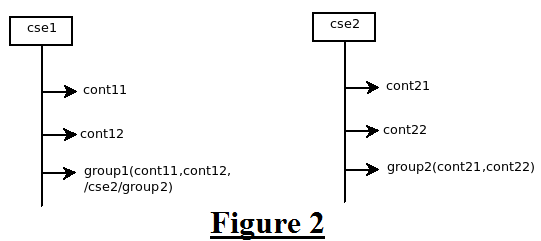 cse1
cont11
cont12
group1(cont11,cont12,
/cse2/group2)
cse2
cont21
cont22
group2(cont21,cont22)
Figure 2